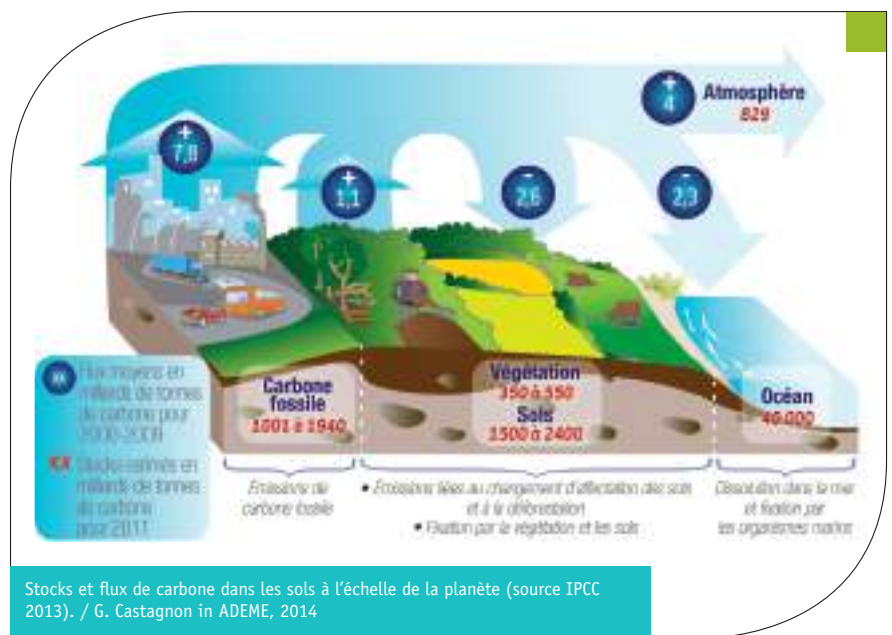 +
4
Atmosphère
829
+
7,8
+
1,1
-
2,6
-
2,3
xx Flux moyens en
milliards de tonnes
de carbone pour
XX Stocks estimés en
milliards de tonnes
de carbone
pour 2011
Carbone
fossile
1001 à 1940
Végétation
350 à 550
Sols
1500 à 2400
Océan
40 000
Emissions de
carbone fossile
• Emissions liées au changement d'affectation des sols
et à la déforestation
• Fixation par la végétation et les sols
Dissolution dans la mer
et fixation par
les organismes marins
Stocks et flux de carbone dans les sols à l'échelle de la planète (source IPCC
2013). / G. Castagnon in ADEME, 2014